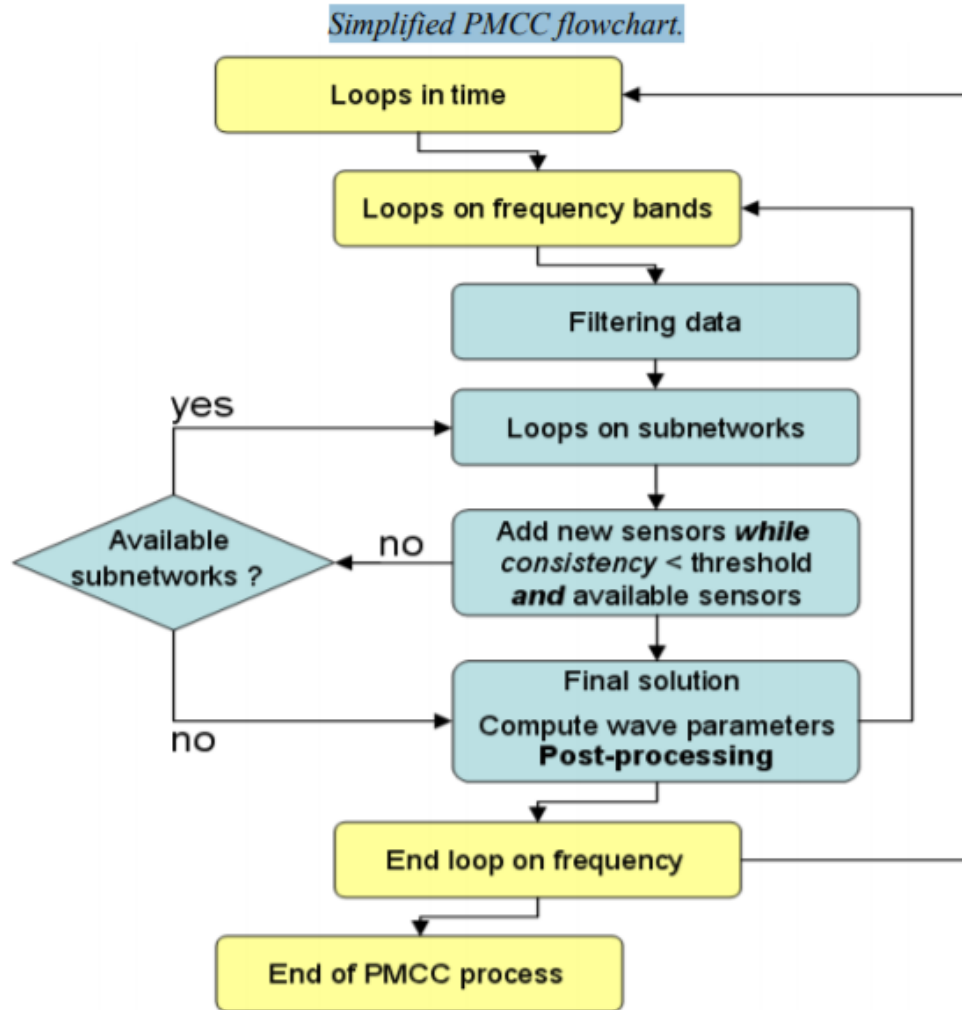 Simplified PMCC flowchart.
Loops in time
Loops on frequency bands
Filtering data
yes
Loops on subnetworks
Available
subnetworks ?
no
Add new sensors while
consistency < threshold
and available sensors
Final solution
Compute wave parameters
Post-processing
no
End loop on frequency
End of PMCC process